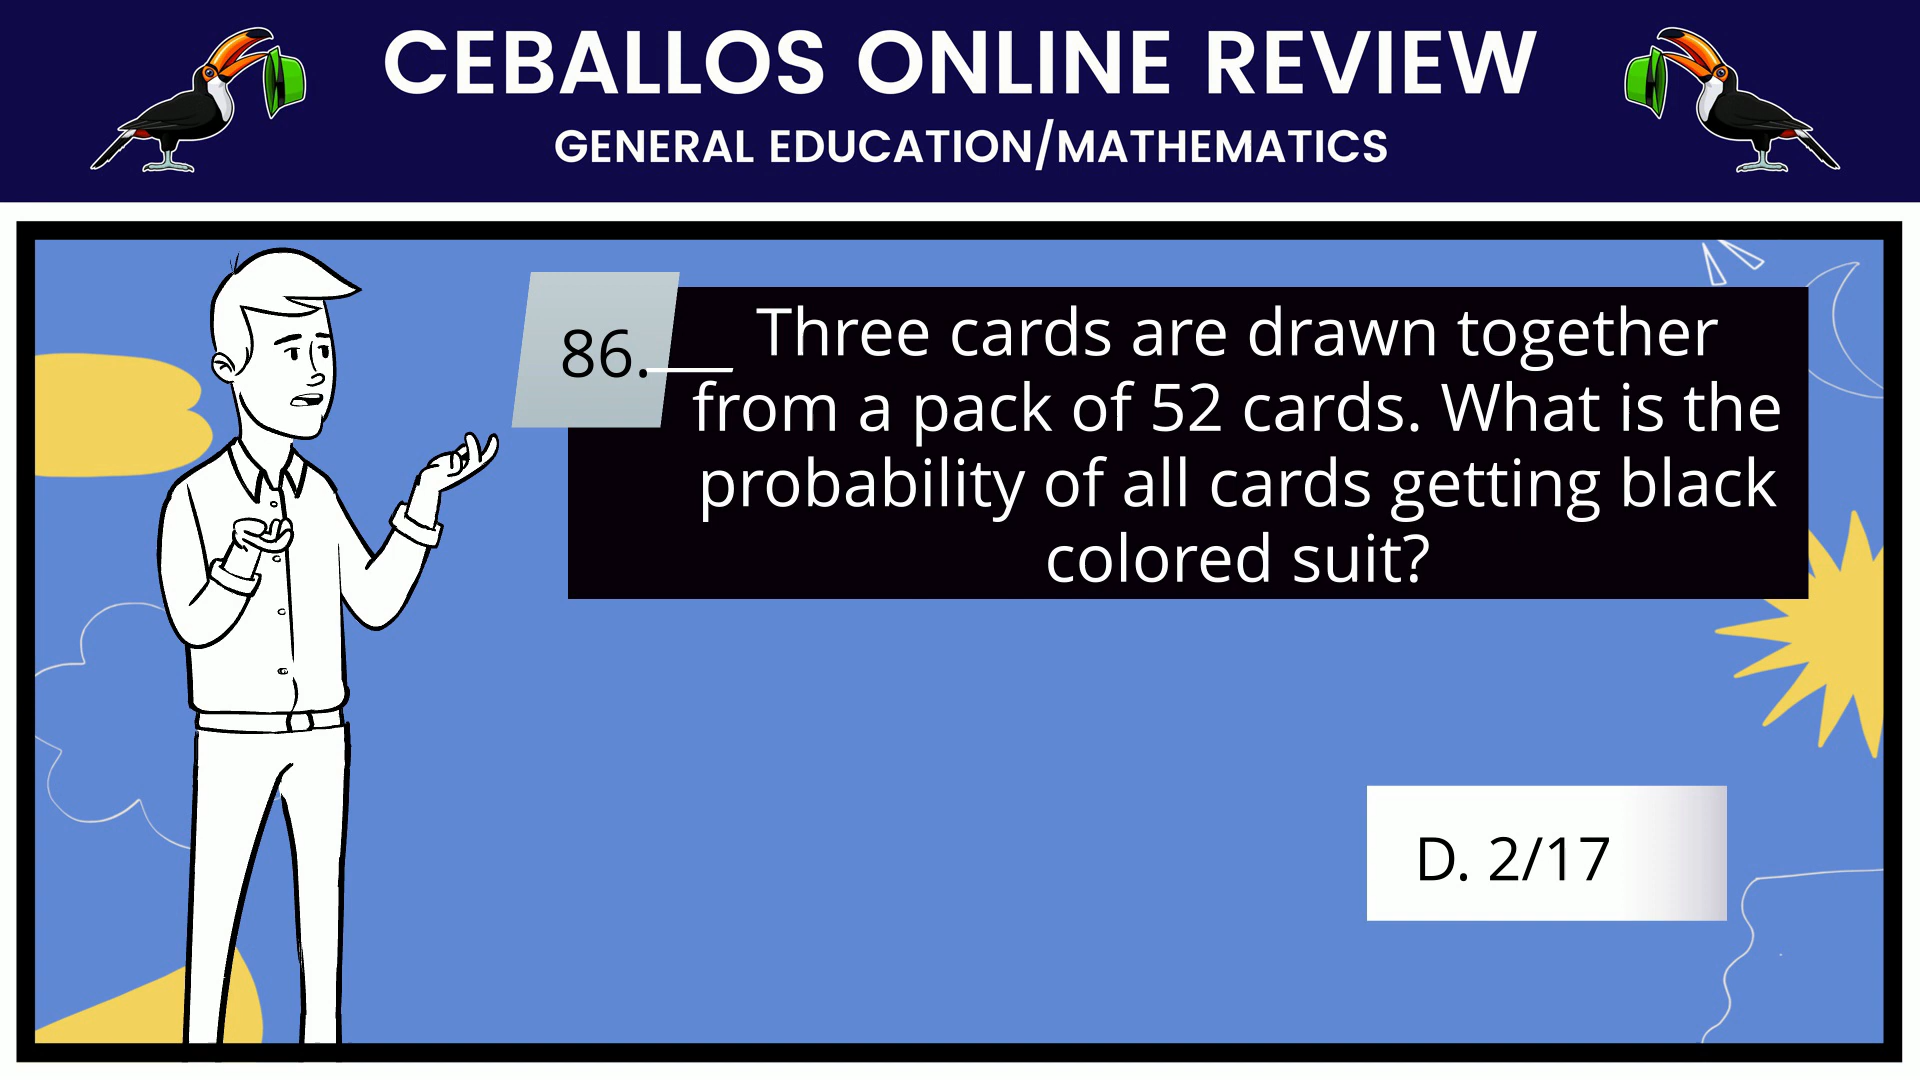 CEBALLOS ONLINE REVIEW
GENERAL EDUCATION/MATHEMATICS
86.____ Three cards are drawn together
from a pack of 52 cards. What is the
probability of all cards getting black
colored suit?
D. 2/17